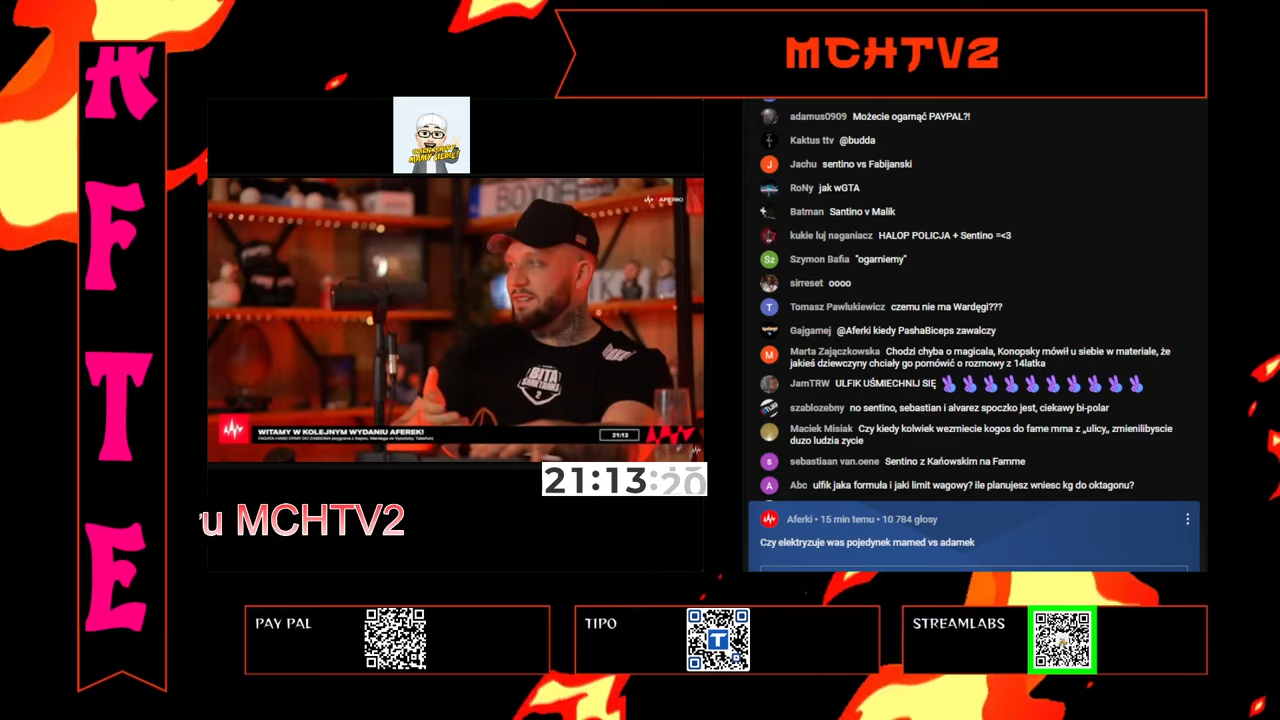 MCHTV2
K
F
T
E
MAMY CIEBIE!
BOXDEL
AFERKI
BITA
ŚMIETANKA
2
WITAMY W KOLEJNYM WYDANIU AFEREK!
21:12
21:13:20
u MCHTV2
adamus0909 Możecie ogarnąć PAYPAL?!
Kaktus ttv @budda
J Jachu sentino vs Fabijanski
RoNy jak wGTA
Batman Santino v Malik
kukie luj naganiacz HALOP POLICJA + Sentino =<3
Sz Szymon Bafia "ogarniemy"
sirreset oooo
T Tomasz Pawlukiewicz czemu nie ma Wardęgi???
Gajgamej @Aferki kiedy PashaBiceps zawalczy
M Marta Zajączkowska Chodzi chyba o magicala, Konopsky mówił u siebie w materiale, że
jakieś dziewczyny chciały go pomówić o rozmowy z 14latka
JamTRW ULFIK UŚMIECHNIJ SIĘ
szablozebny no sentino, sebastian i alvarez spoczko jest, ciekawy bi-polar
Maciek Misiak Czy kiedy kolwiek wezmiecie kogos do fame mma z „ulicy„ zmienilibyscie
duzo ludzia zycie
s sebastiaan van.oene Sentino z Kańowskim na Famme
A Abc ulfik jaka formuła i jaki limit wagowy? ile planujesz wniesc kg do oktagonu?
Aferki • 15 min temu • 10 784 głosy
Czy elektryzuje was pojedynek mamed vs adamek
PAY PAL
TIPO
T
STREAMLABS